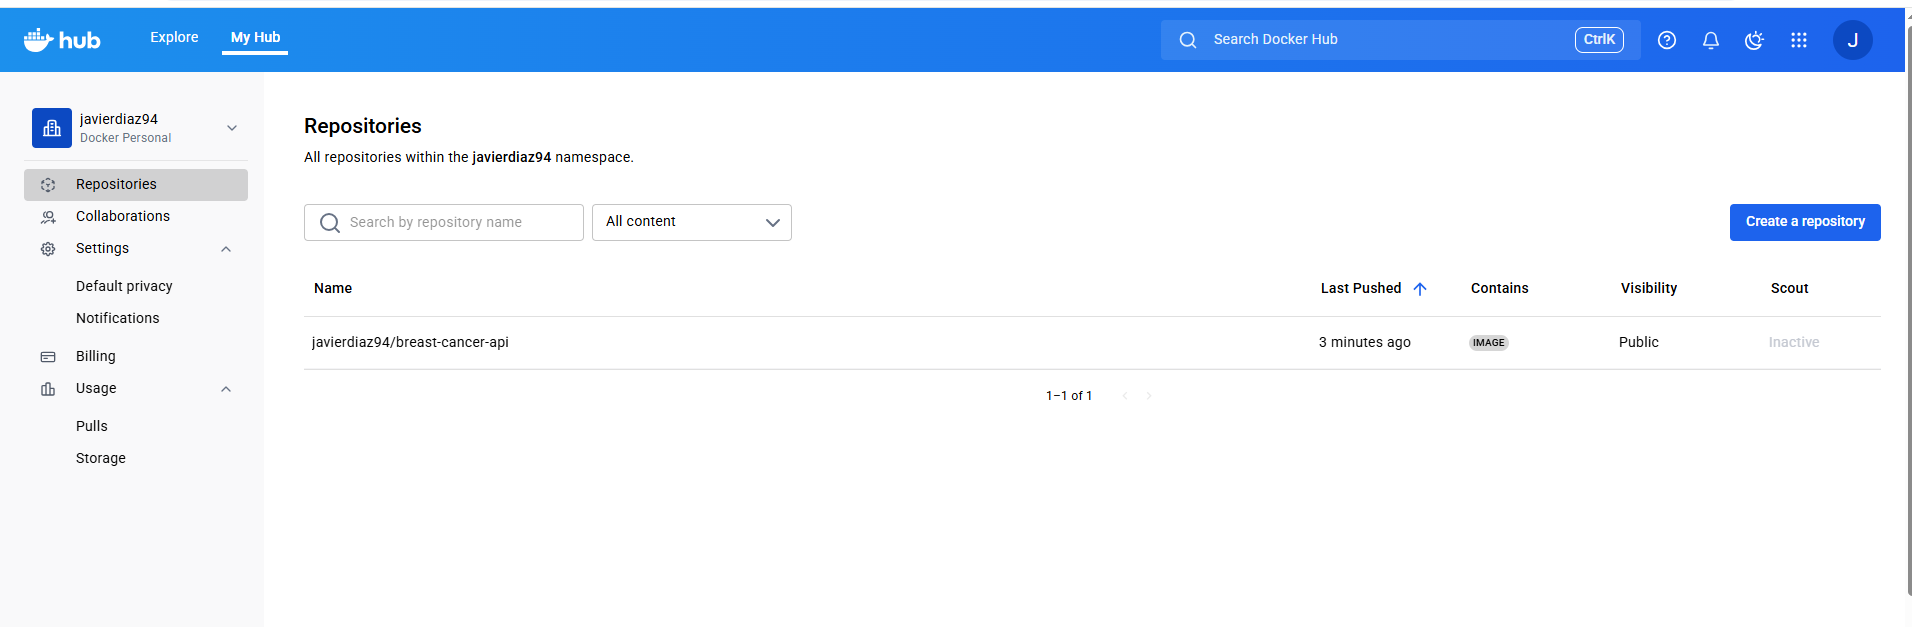 hub
Explore
My Hub
Search Docker Hub
CtrlK
J
javierdiaz94
Docker Personal
Repositories
Collaborations
Settings
Default privacy
Notifications
Billing
Usage
Pulls
Storage
Repositories
All repositories within the javierdiaz94 namespace.
Search by repository name
All content
Create a repository
Name Last Pushed Contains Visibility Scout
javierdiaz94/breast-cancer-api 3 minutes ago IMAGE Public Inactive
1–1 of 1